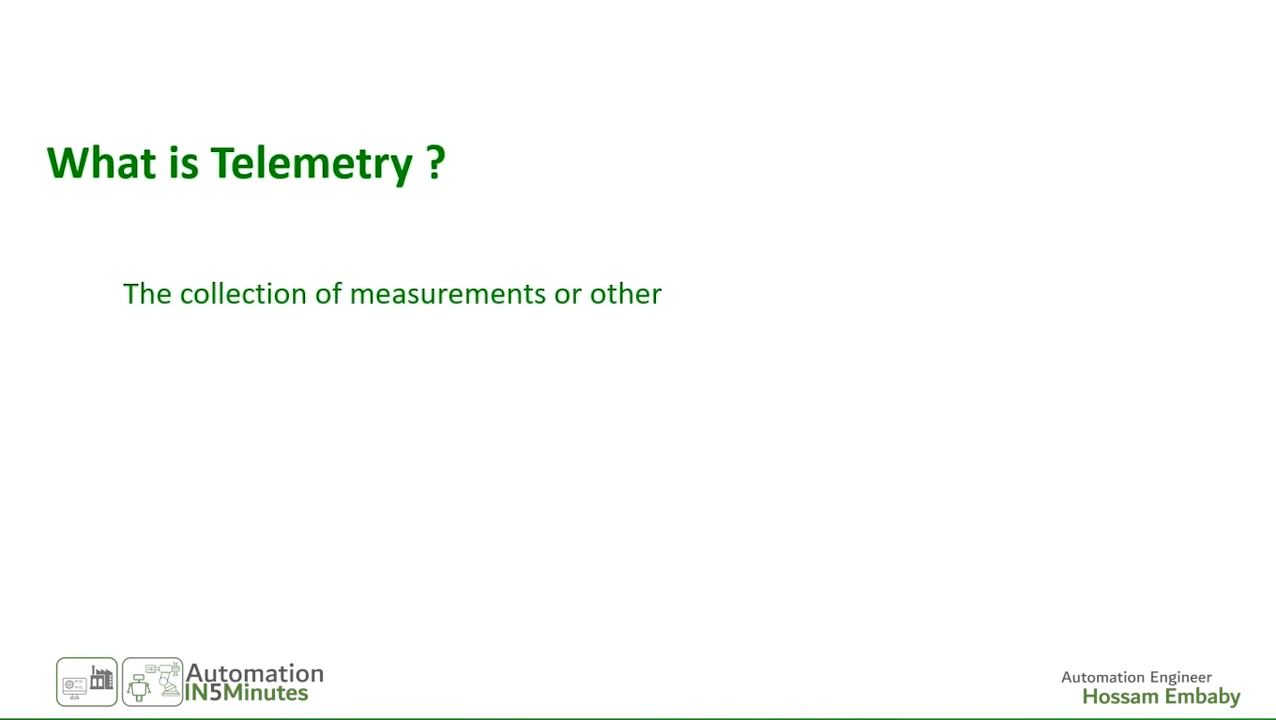 What is Telemetry ?
The collection of measurements or other
Automation
IN5Minutes
Automation Engineer
Hossam Embaby